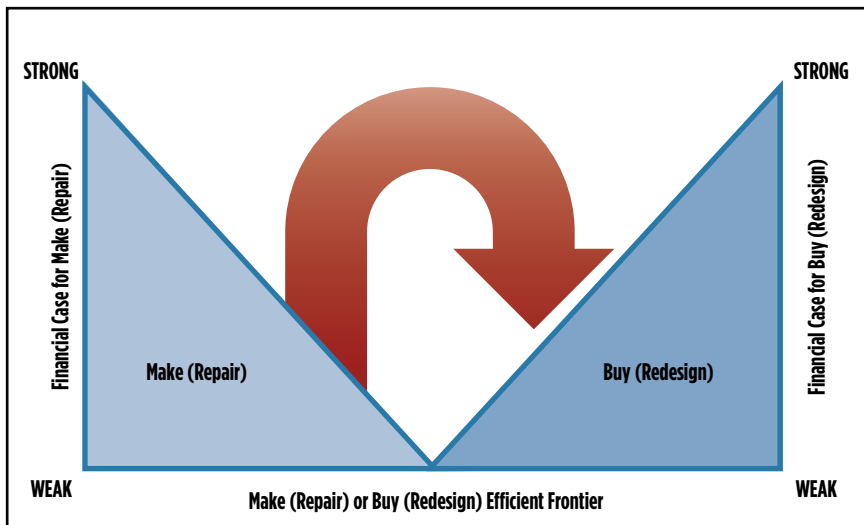 STRONG
STRONG
Financial Case for Make (Repair)
Financial Case for Buy (Redesign)
Make (Repair)
Buy (Redesign)
WEAK
WEAK
Make (Repair) or Buy (Redesign) Efficient Frontier